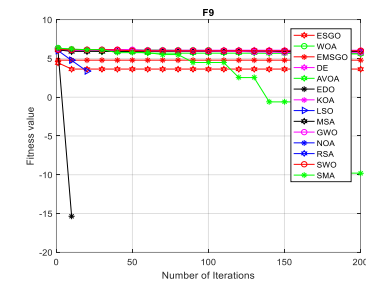 F9
10
5
0
-5
-10
-15
-20
Fitness value
0
50
100
150
200
Number of Iterations
ESGO
WOA
EMSGO
DE
AVOA
EDO
KOA
LSO
MSA
GWO
NOA
RSA
SWO
SMA